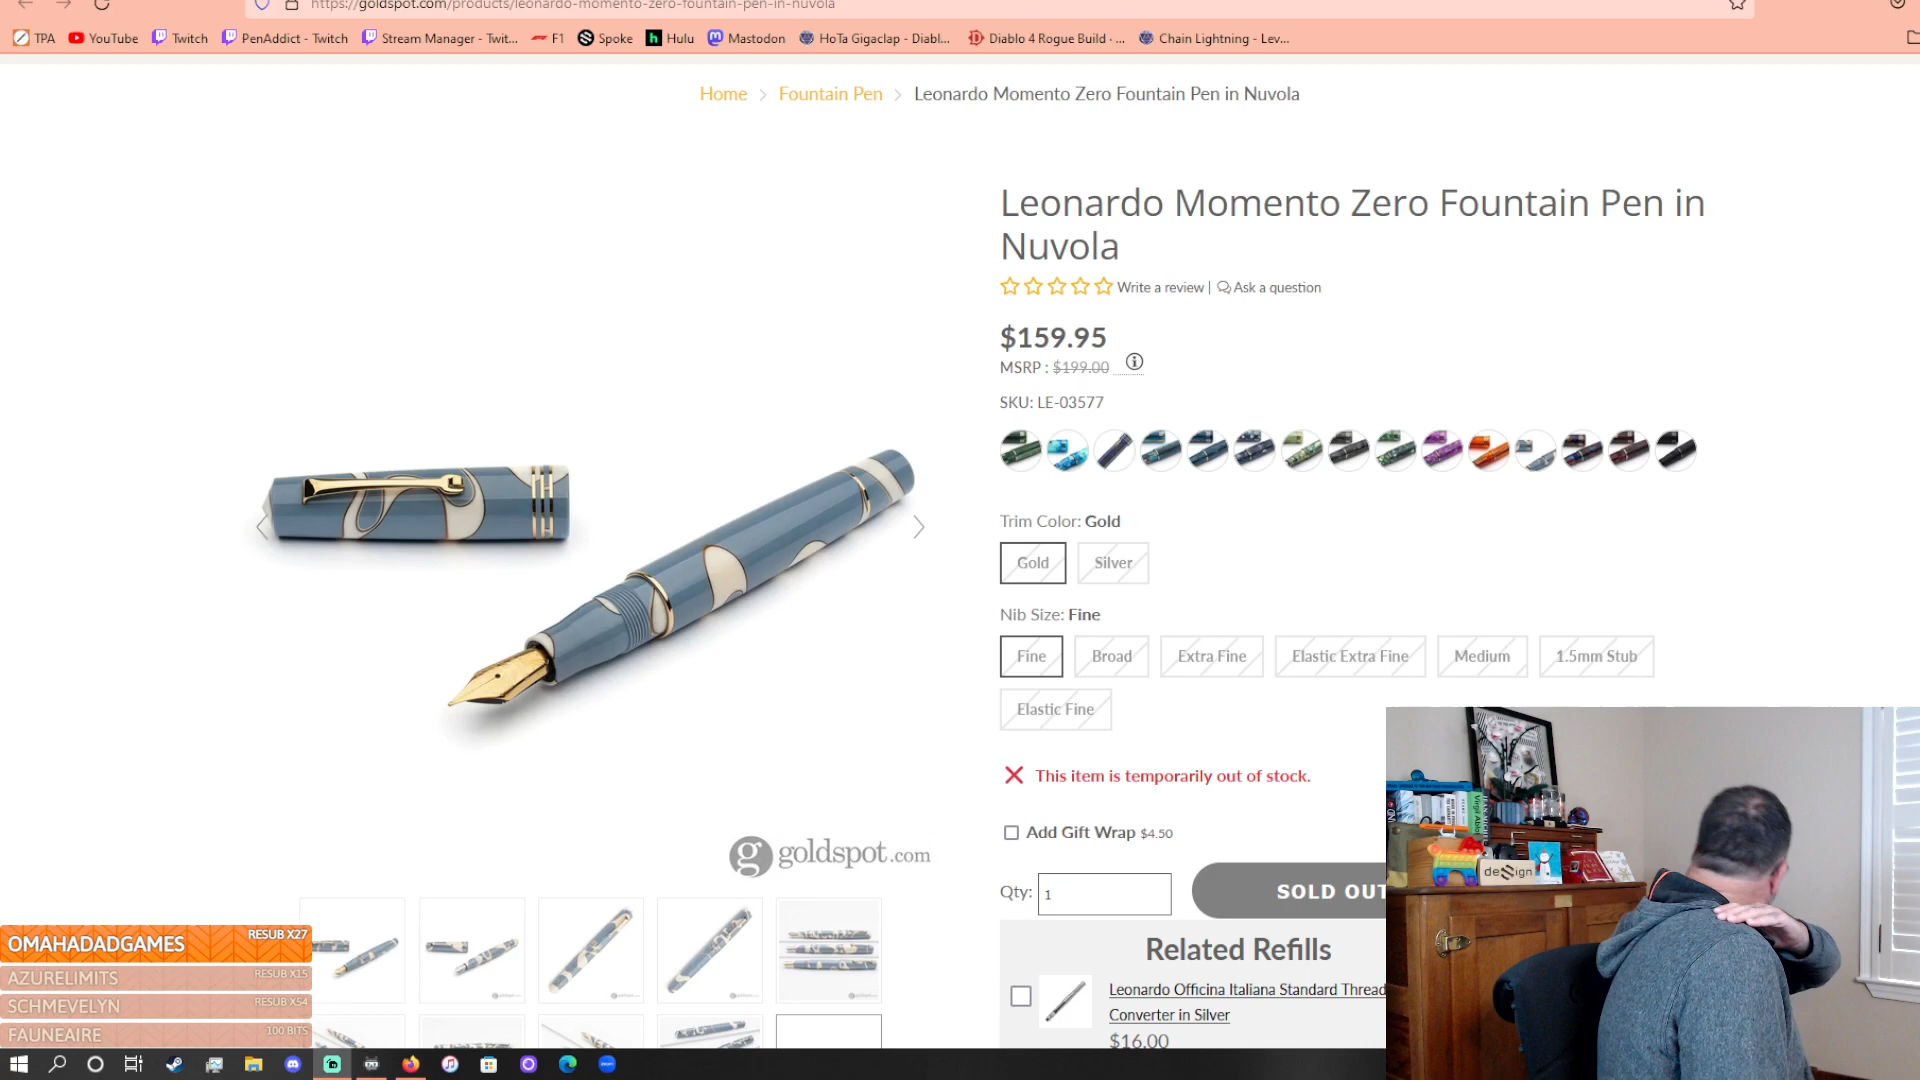 https://goldspot.com/products/leonardo-momento-zero-fountain-pen-in-nuvola
TPA YouTube Twitch PenAddict - Twitch Stream Manager - Twit... F1 Spoke Hulu Mastodon HoTa Gigaclap - Diabl... Diablo 4 Rogue Build - ... Chain Lightning - Lev...
Home > Fountain Pen > Leonardo Momento Zero Fountain Pen in Nuvola
Leonardo Momento Zero Fountain Pen in
Nuvola
Write a review | Ask a question
$159.95
MSRP : $199.00
SKU: LE-03577
Trim Color: Gold
Gold Silver
Nib Size: Fine
Fine Broad Extra Fine Elastic Extra Fine Medium 1.5mm Stub
Elastic Fine
This item is temporarily out of stock.
Add Gift Wrap $4.50
goldspot.com
Qty: 1 SOLD OUT
Related Refills
Leonardo Officina Italiana Standard Thread
Converter in Silver
$16.00
OMAHADADGAMES RESUB X27
AZURELIMITS RESUB X15
SCHMEVELYN RESUB X54
FAUNEAIRE 100 BITS
Virgil Abloh